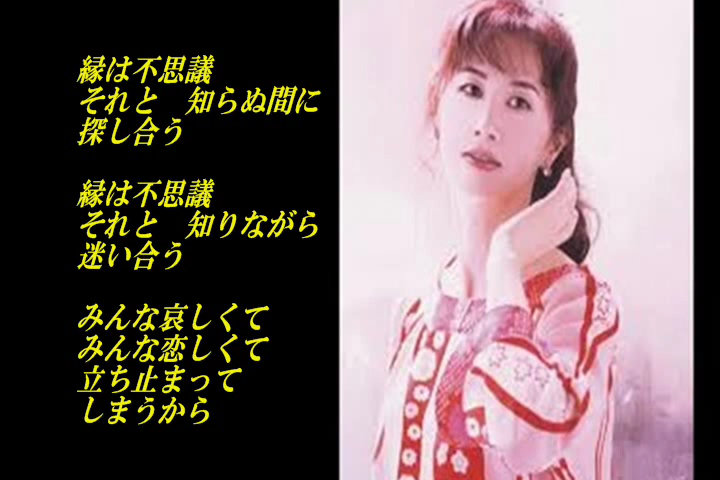 縁は不思議
それと　知らぬ間に
探し合う
縁は不思議
それと　知りながら
迷い合う
みんな哀しくて
みんな恋しくて
立ち止まって
しまうから